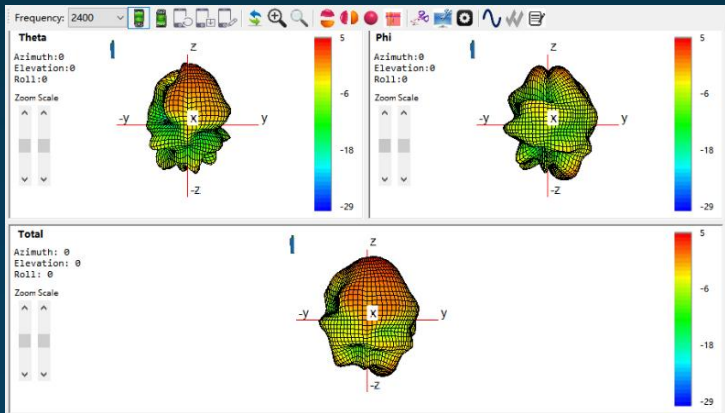 Frequency: 2400
Theta
Azimuth:0
Elevation:0
Roll:0
Zoom Scale
z
-y
x
y
-z
5
-6
-18
-29
Phi
Azimuth:0
Elevation:0
Roll:0
Zoom Scale
z
-y
x
y
-z
5
-6
-18
-29
Total
Azimuth: 0
Elevation: 0
Roll: 0
Zoom Scale
z
-y
x
y
-z
5
-6
-18
-29